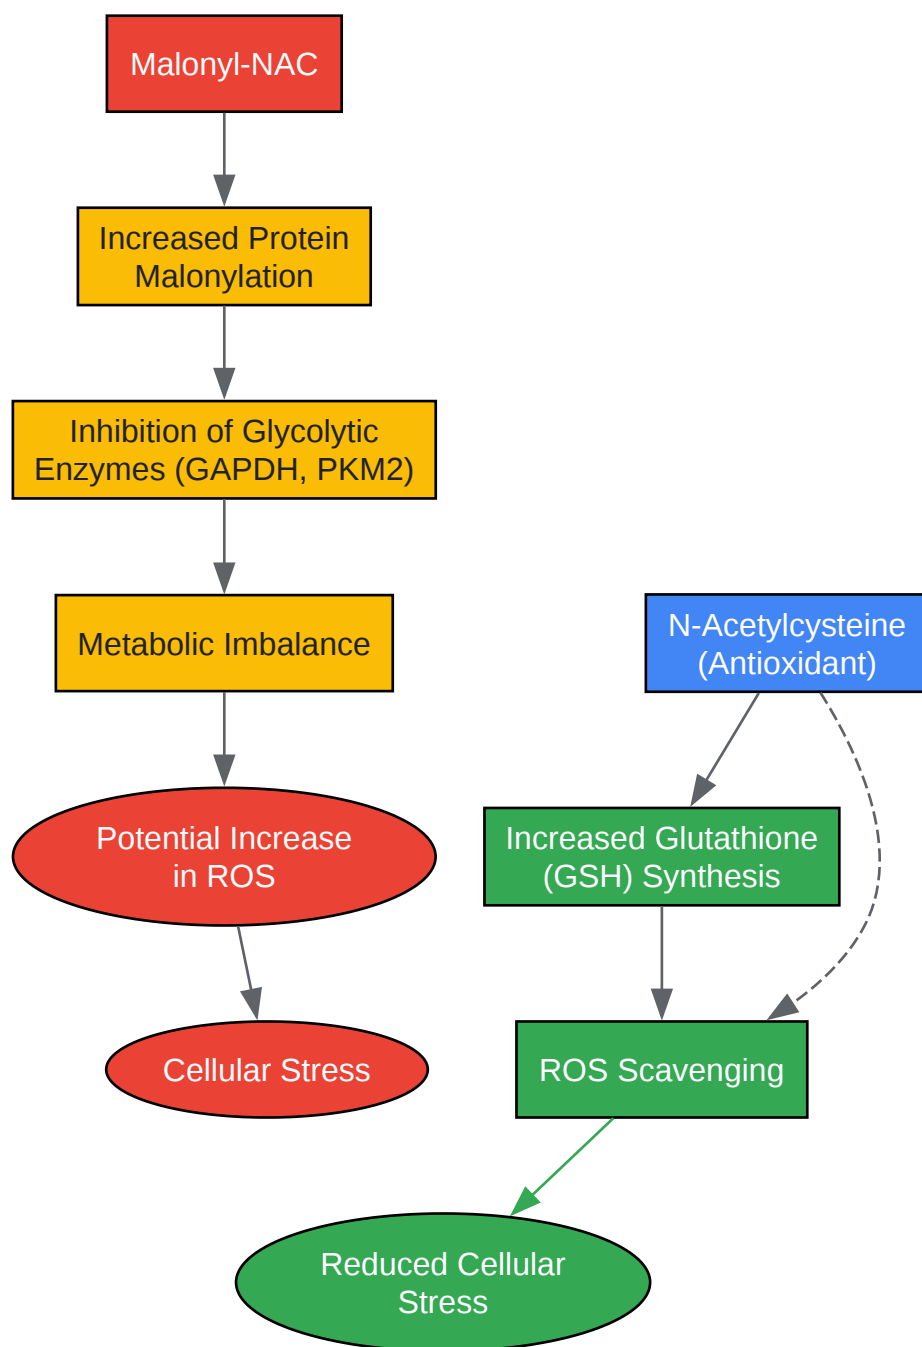 Malonyl-NAC
Increased Protein
Malonylation
Inhibition of Glycolytic
Enzymes (GAPDH, PKM2)
Metabolic Imbalance
Potential Increase
in ROS
Cellular Stress
N-Acetylcysteine
(Antioxidant)
Increased Glutathione
(GSH) Synthesis
ROS Scavenging
Reduced Cellular
Stress